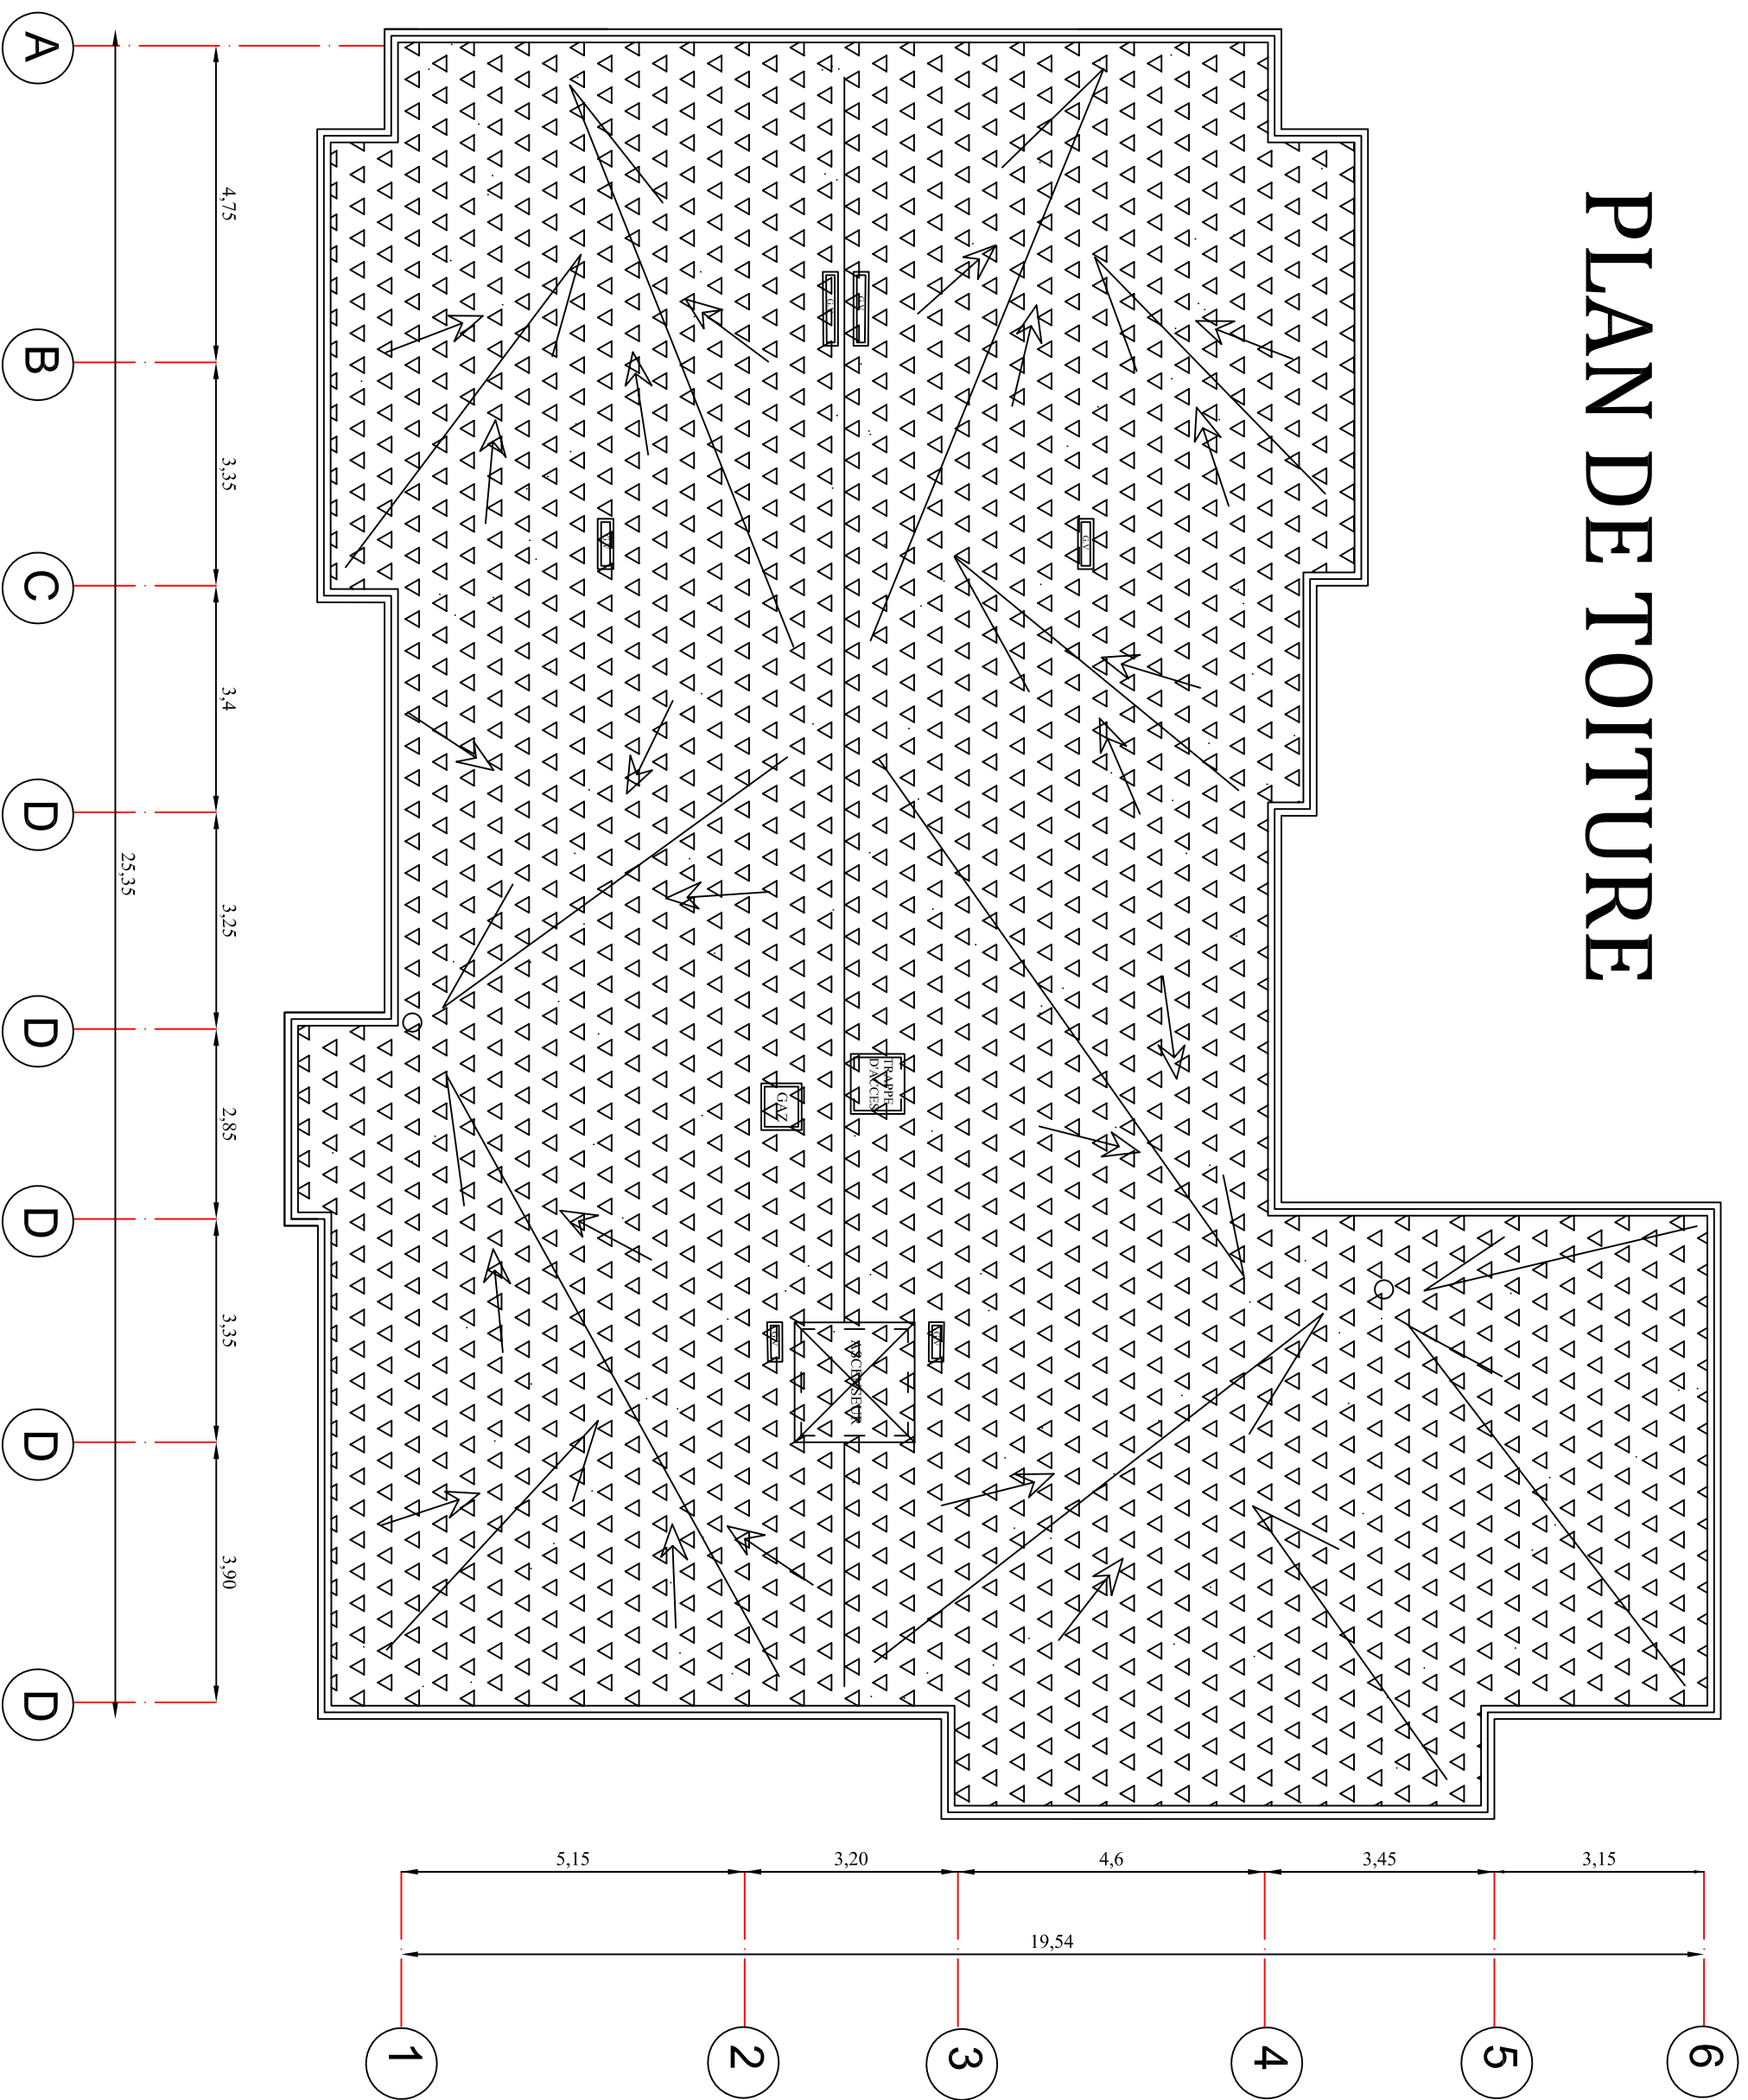 PLAN DE TOITURE
A
B
C
D
D
D
D
D
4,75
3,35
3,4
3,25
2,85
3,35
3,90
25,35
G.V
G.V
TRAPPE
D'ACCES
GAZ
ASCENSEUR
5,15
3,20
4,6
3,45
3,15
19,54
1
2
3
4
5
6